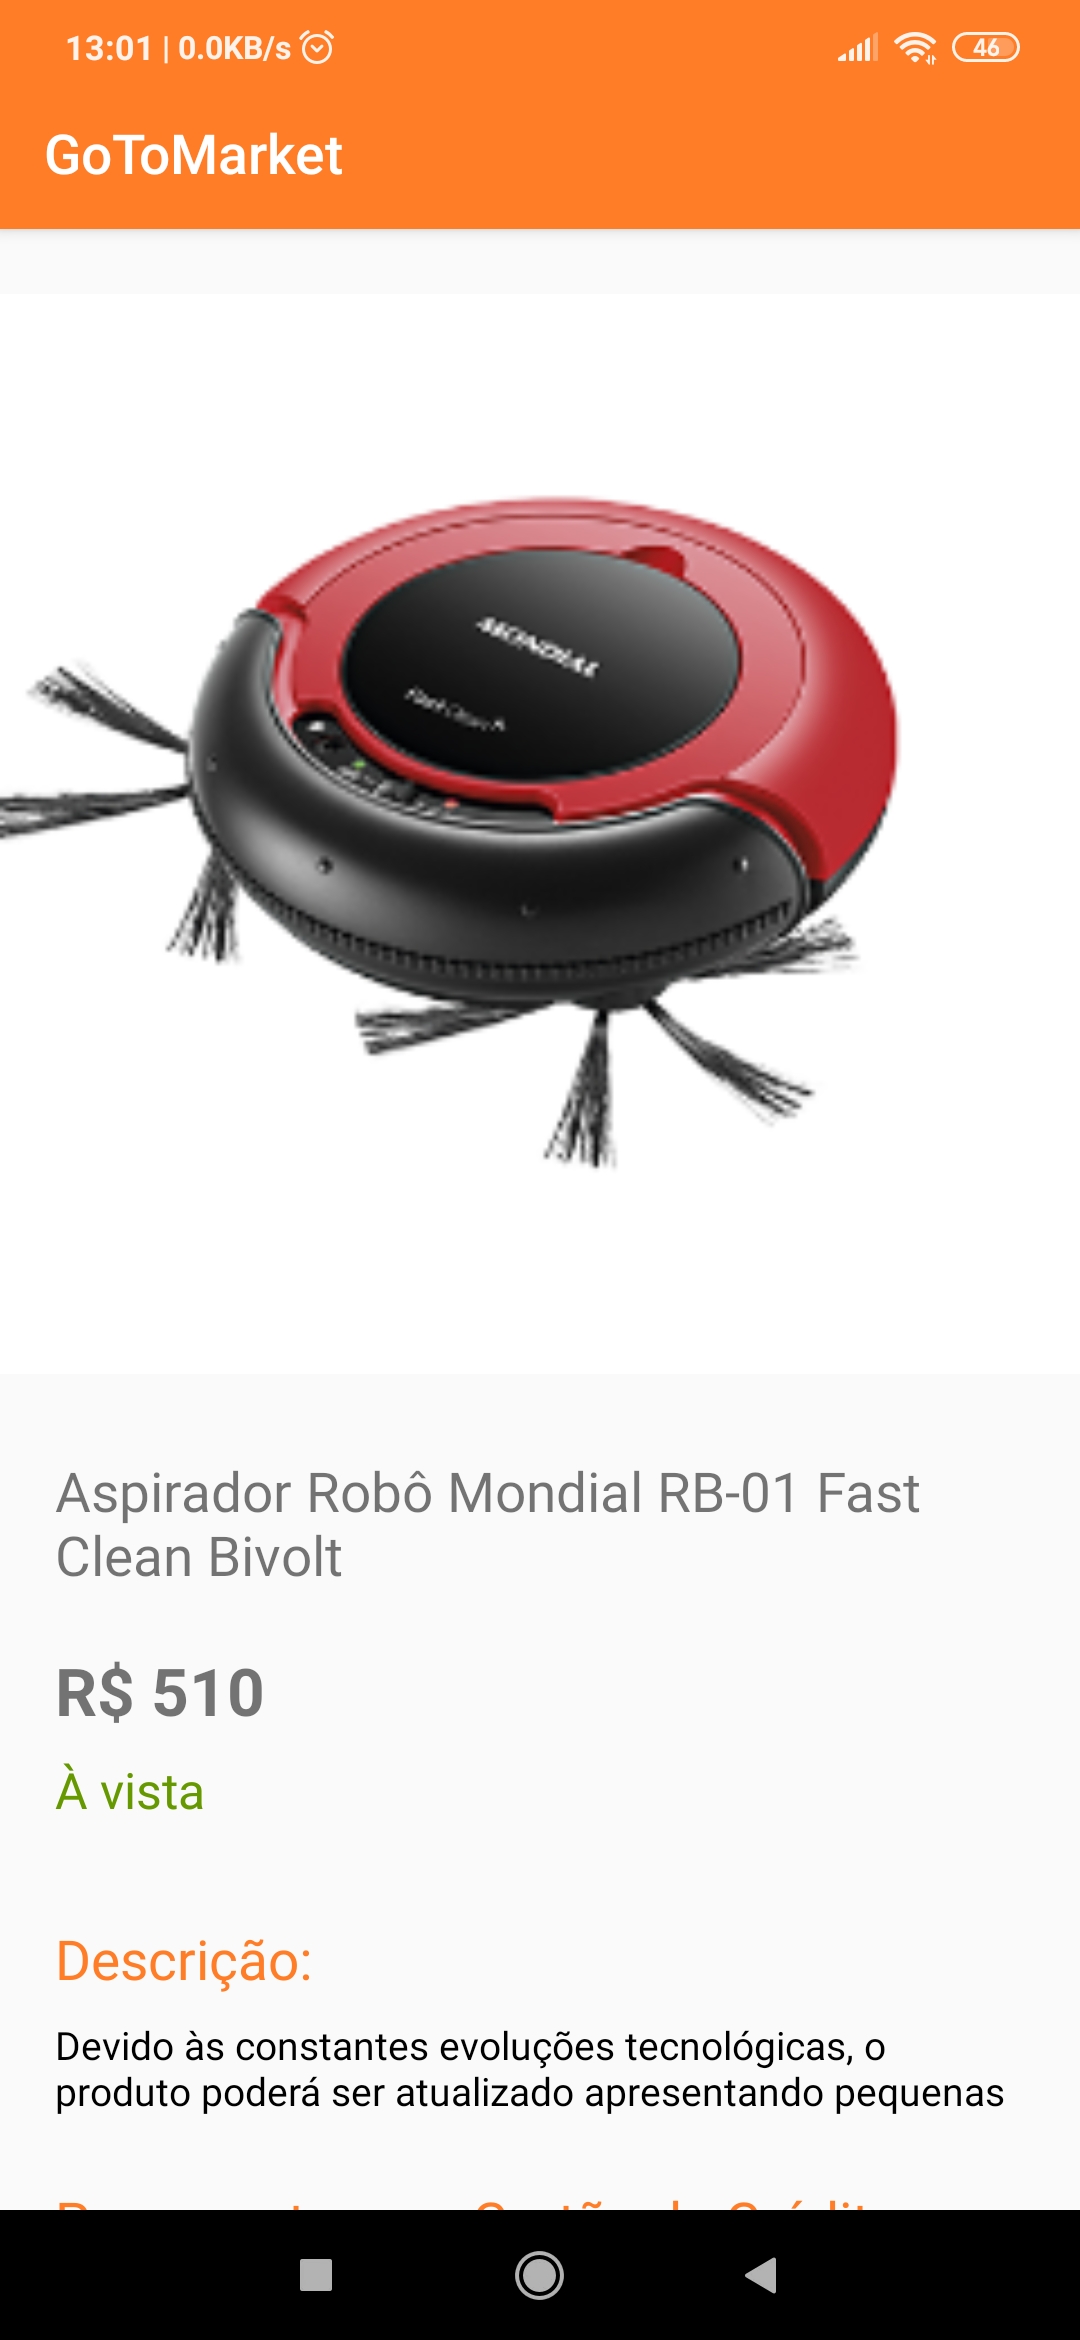 13:01 | 0.0KB/s
46
GoToMarket
MONDIAL
Fast Clean
Aspirador Robô Mondial RB-01 Fast
Clean Bivolt
R$ 510
À vista
Descrição:
Devido às constantes evoluções tecnológicas, o
produto poderá ser atualizado apresentando pequenas